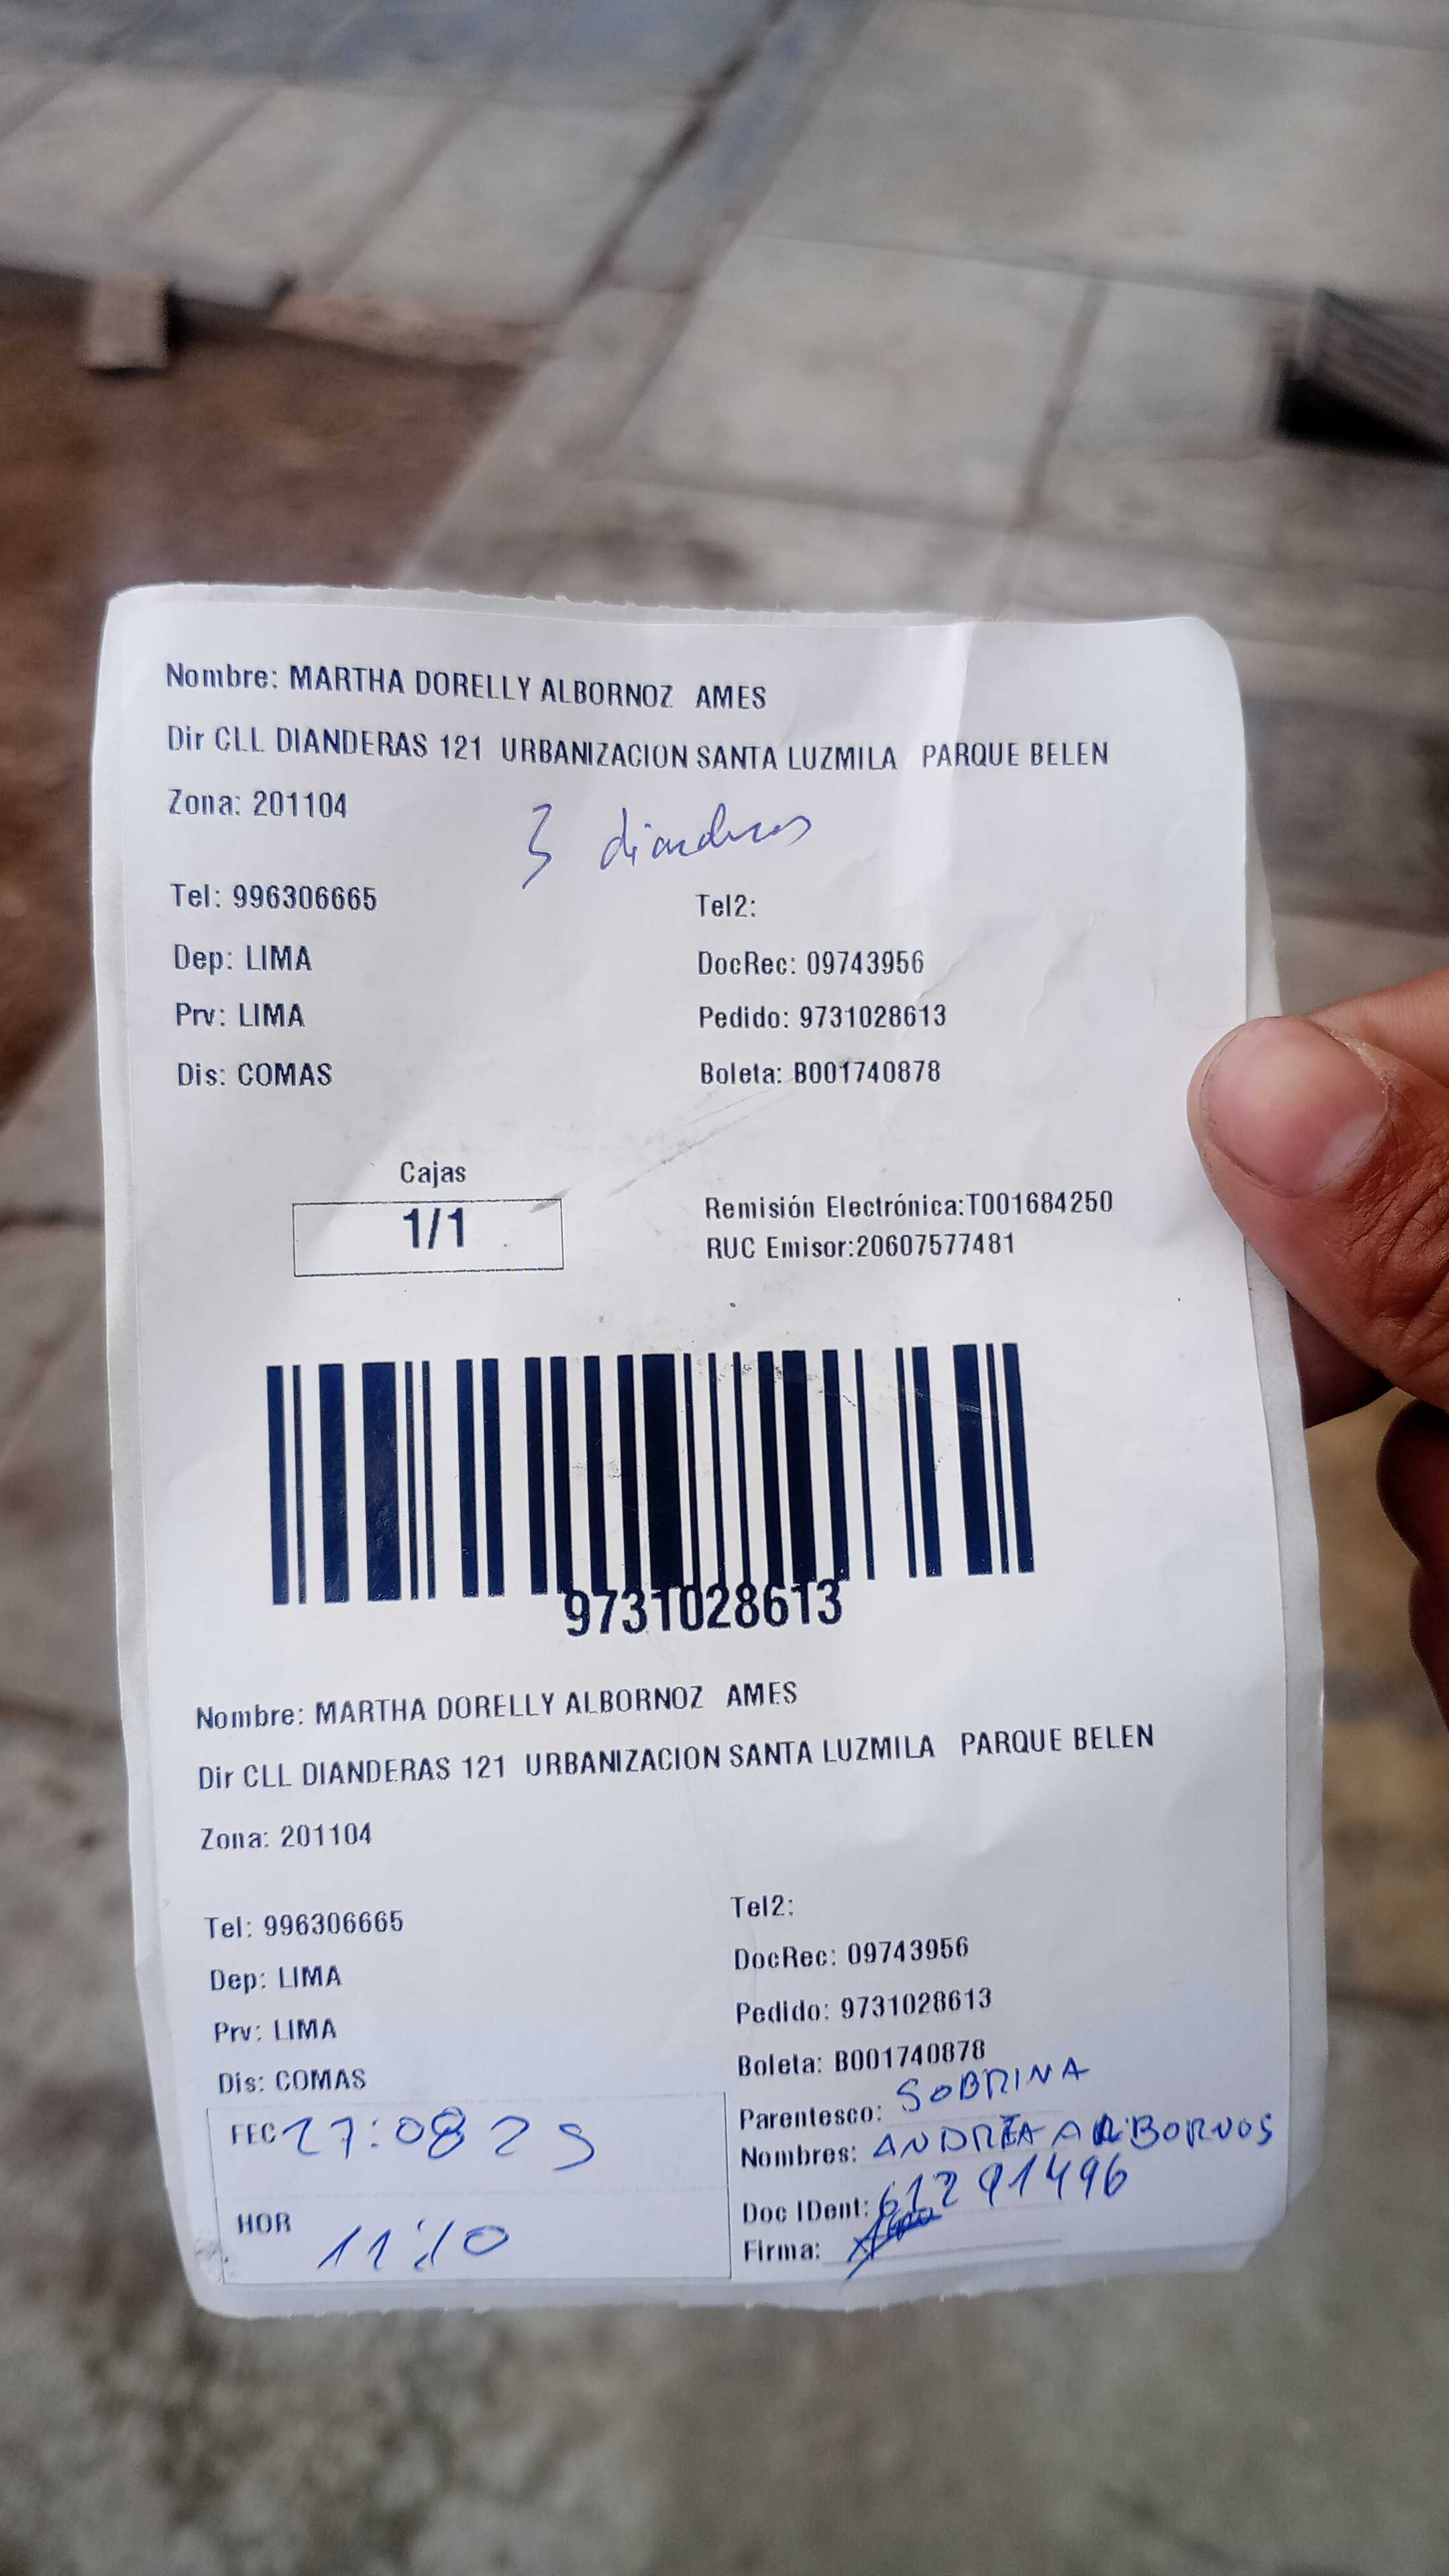 Nombre: MARTHA DORELLY ALBORNOZ AMES
Dir CLL DIANDERAS 121 URBANIZACION SANTA LUZMILA PARQUE BELEN
Zona: 201104
3 dianderas
Tel: 996306665 Tel2:
Dep: LIMA DocRec: 09743956
Prv: LIMA Pedido: 9731028613
Dis: COMAS Boleta: B001740878
Cajas
1/1
Remisión Electrónica:T001684250
RUC Emisor:20607577481
9731028613
Nombre: MARTHA DORELLY ALBORNOZ AMES
Dir CLL DIANDERAS 121 URBANIZACION SANTA LUZMILA PARQUE BELEN
Zona: 201104
Tel: 996306665 Tel2:
Dep: LIMA DocRec: 09743956
Prv: LIMA Pedido: 9731028613
Dis: COMAS Boleta: B001740878
FEC 27:08 25
HOR 11:10
Parentesco: SOBRINA
Nombres: ANDREA ALBORNOS
Doc IDent: 61291496
Firma: